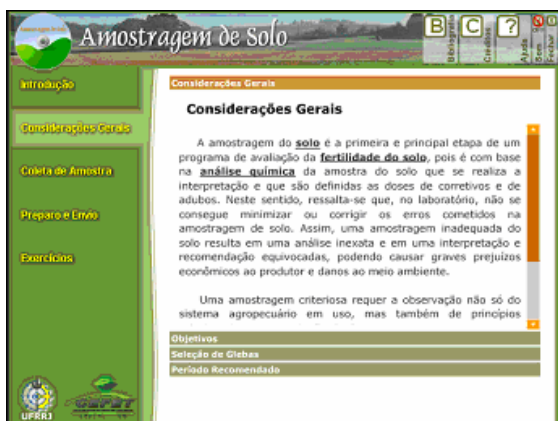 Amostragem de Solo
B
C
?
Bibliografia
Créditos
Ajuda
Som
Fechar
Introdução
Considerações Gerais
Coleta de Amostra
Preparo e Envio
Exercícios
Considerações Gerais
Considerações Gerais
A amostragem do solo é a primeira e principal etapa de um
programa de avaliação da fertilidade do solo, pois é com base
na análise química da amostra do solo que se realiza a
interpretação e que são definidas as doses de corretivos e de
adubos. Neste sentido, ressalta-se que, no laboratório, não se
consegue minimizar ou corrigir os erros cometidos na
amostragem de solo. Assim, uma amostragem inadequada do
solo resulta em uma análise inexata e em uma interpretação e
recomendação equivocadas, podendo causar graves prejuízos
econômicos ao produtor e danos ao meio ambiente.
Uma amostragem criteriosa requer a observação não só do
sistema agropecuário em uso, mas também de princípios
Objetivos
Seleção de Glebas
Período Recomendado
UFRRJ
CEFET